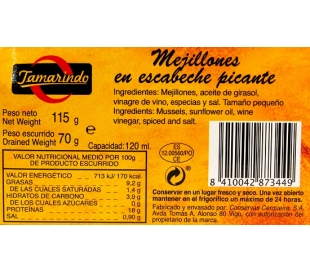 Tamarindo
Mejillones
en escabeche picante
Ingredientes: Mejillones, aceite de girasol,
vinagre de vino, especias y sal. Tamaño pequeño
Ingredients: Mussels, sunflower oil, wine
vinegar, spiced and salt.
Peso neto
Net Weight 115 g
Peso escurrido
Drained Weight 70 g
e
Capacidad: 120 ml.
ES
12.00560/PO
CE
8 410042 873449
VALOR NUTRICIONAL MEDIO POR 100g
DE PRODUCTO ESCURRIDO
VALOR ENERGÉTICO 713 kJ/ 170 kcal
GRASAS 9,2 g
DE LAS CUALES SATURADAS 1,4 g
HIDRATOS DE CARBONO 3,9 g
DE LOS CUALES AZÚCARES 0 g
PROTEÍNAS 18 g
SAL 0,90 g
Conservar en un lugar fresco y seco. Una vez abierto
mantener en el frigorífico un máximo de 24 horas.
Fabricado y envasado por: Conservas Cerqueira, S.A.
Avda Tomás A. Alonso 80 Vigo, con autorización del
propietario de la marca.